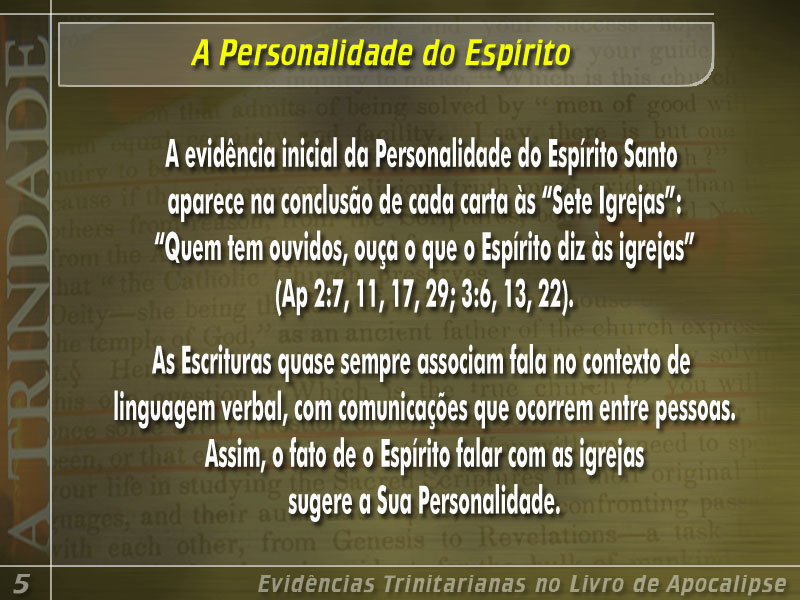 A Personalidade do Espírito
A evidência inicial da Personalidade do Espírito Santo
aparece na conclusão de cada carta às “Sete Igrejas”:
“Quem tem ouvidos, ouça o que o Espírito diz às igrejas”
(Ap 2:7, 11, 17, 29; 3:6, 13, 22).
As Escrituras quase sempre associam fala no contexto de
linguagem verbal, com comunicações que ocorrem entre pessoas.
Assim, o fato de o Espírito falar com as igrejas
sugere a Sua Personalidade.
A TRINDADE
5
Evidências Trinitarianas no Livro de Apocalipse